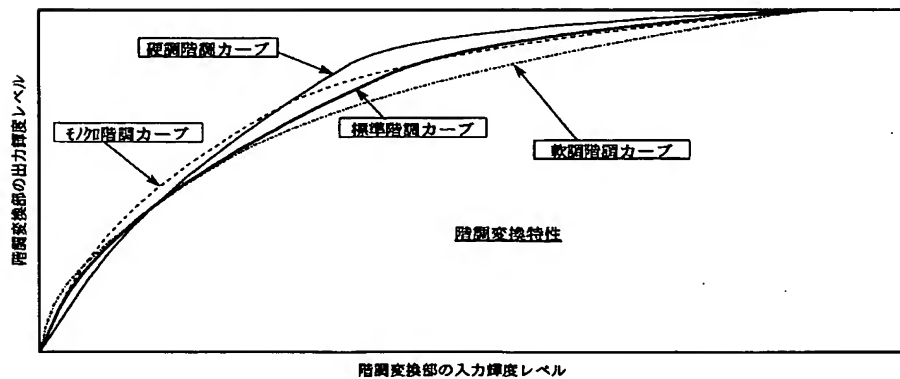 硬調階調カーブ
モノクロ階調カーブ
標準階調カーブ
軟調階調カーブ
階調変換特性
階調変換部の出力輝度レベル
階調変換部の入力輝度レベル